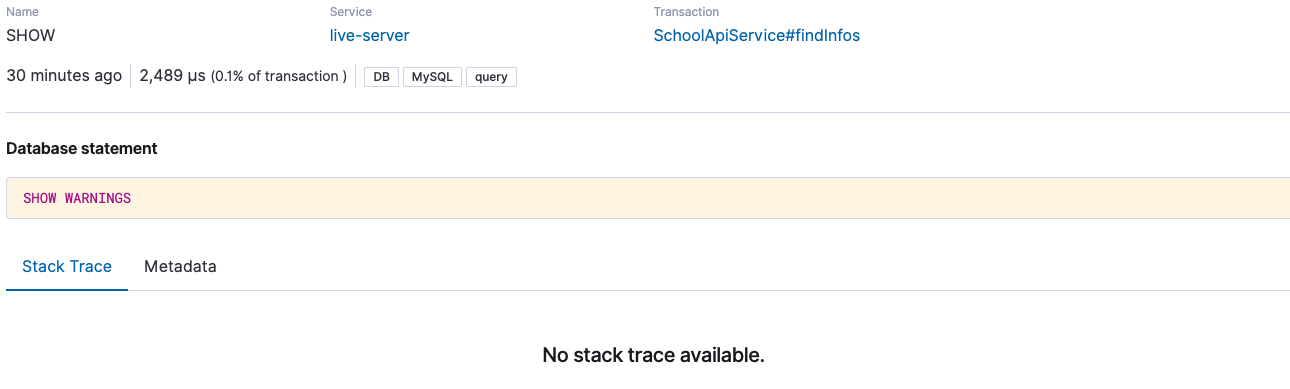 Name Service Transaction
SHOW live-server SchoolApiService#findInfos
30 minutes ago 2,489 μs (0.1% of transaction ) DB MySQL query
Database statement
SHOW WARNINGS
Stack Trace Metadata
No stack trace available.